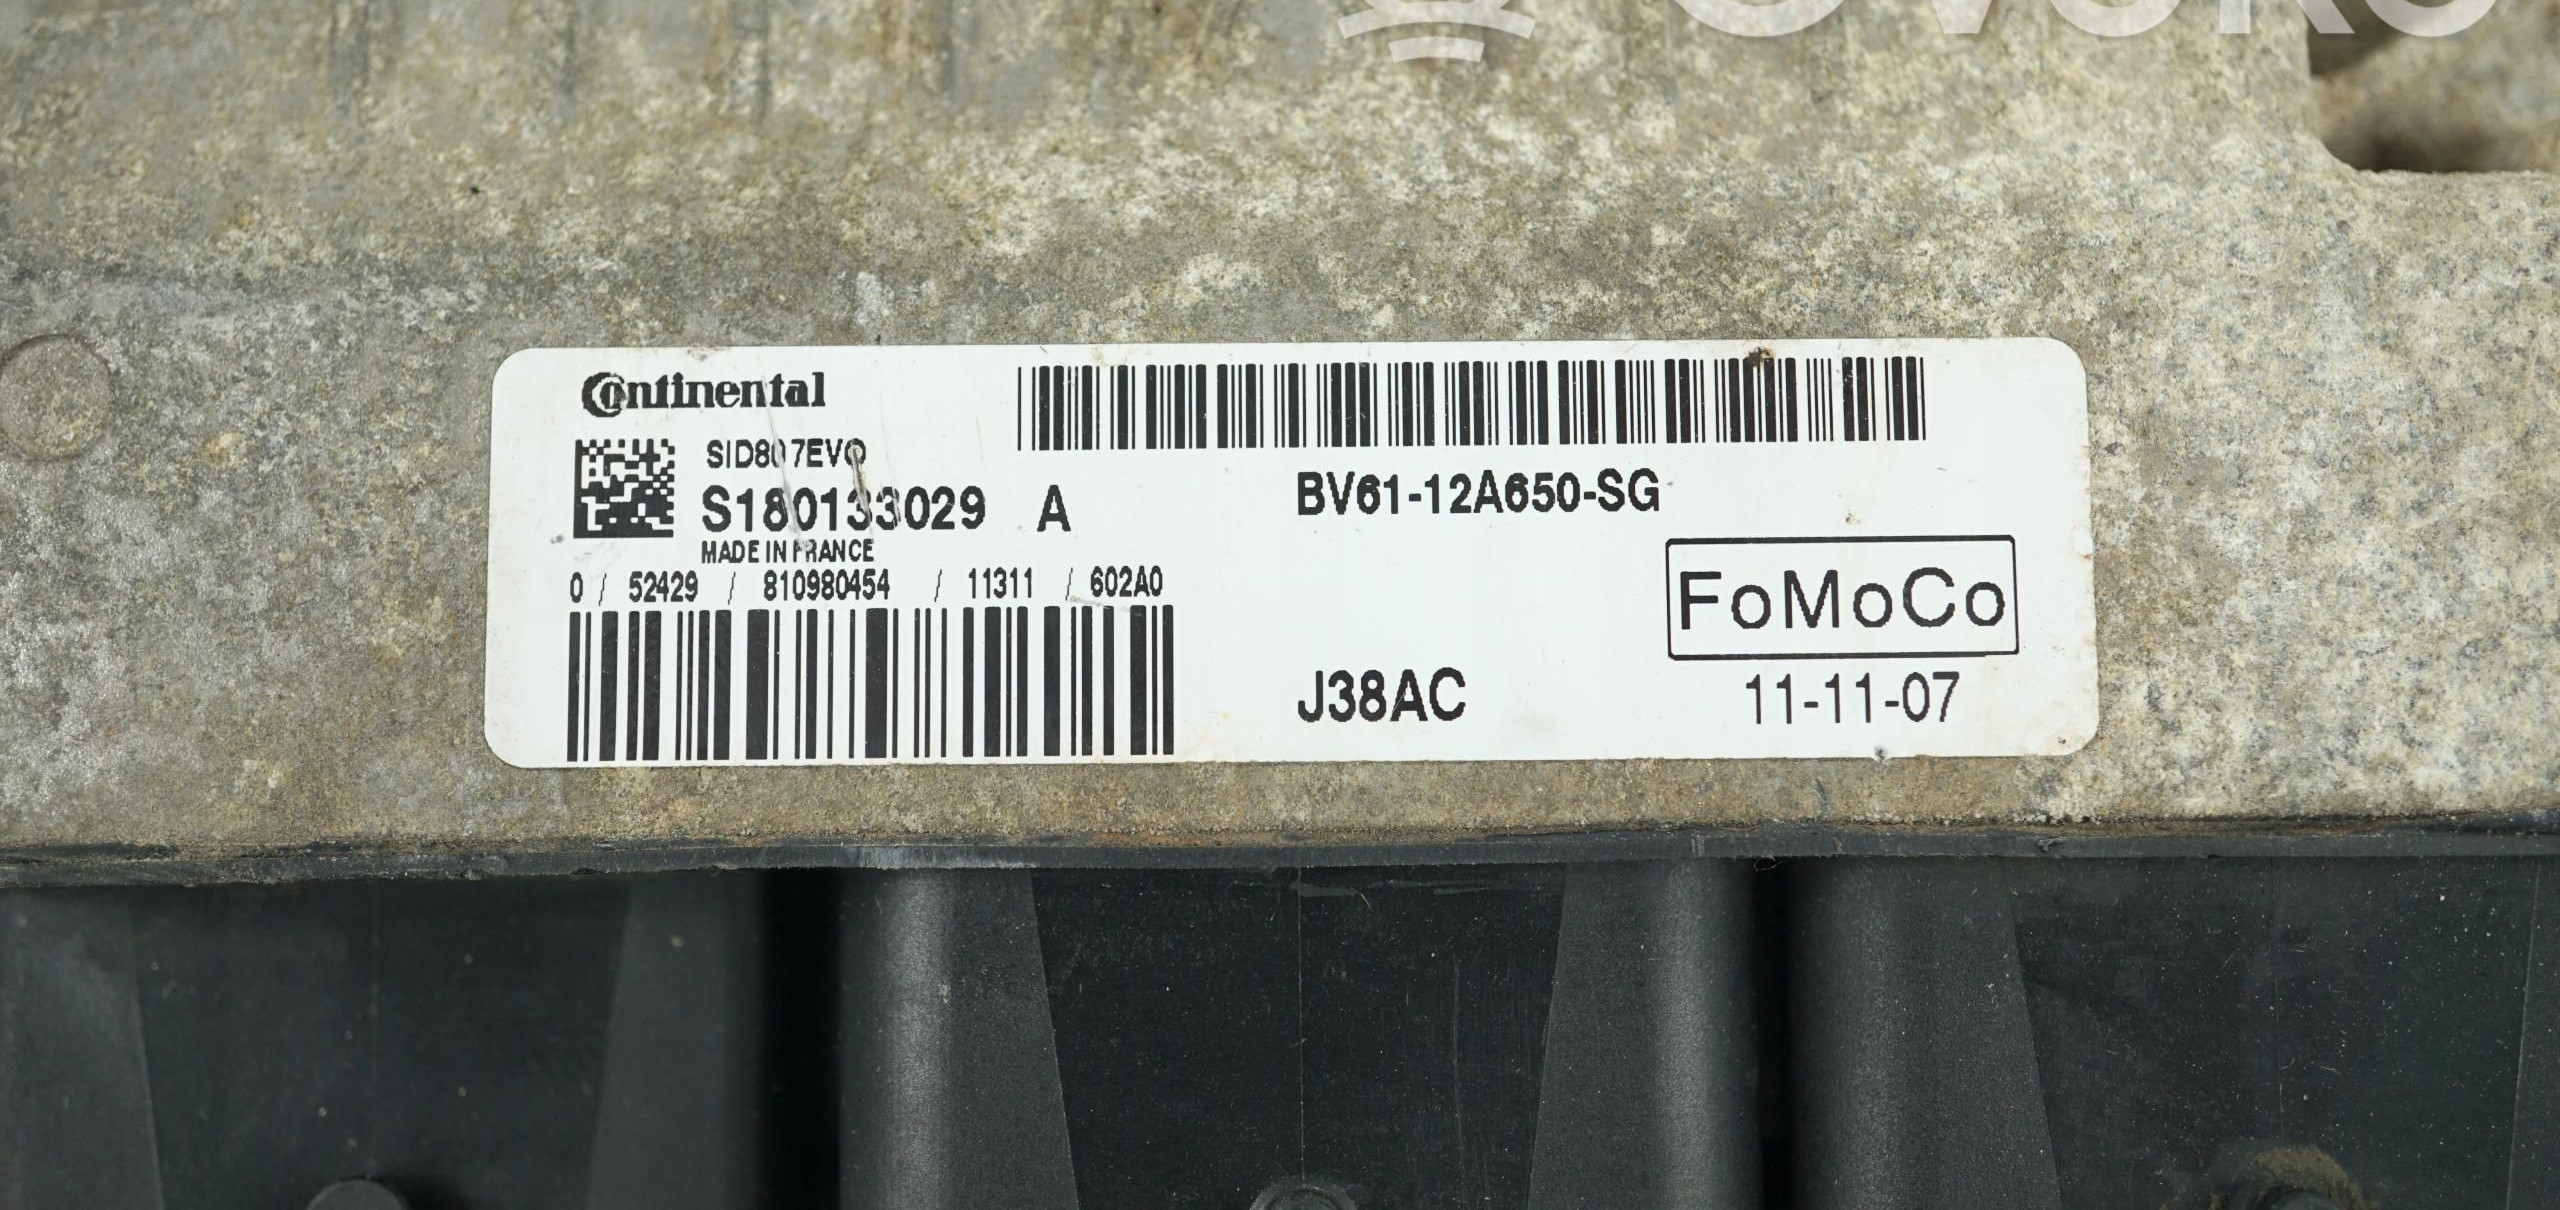 OVOKO
Continental
SID807EVO
S180133029 A
MADE IN FRANCE
0 / 52429 / 810980454 / 11311 / 602A0
BV61-12A650-SG
FoMoCo
J38AC
11-11-07